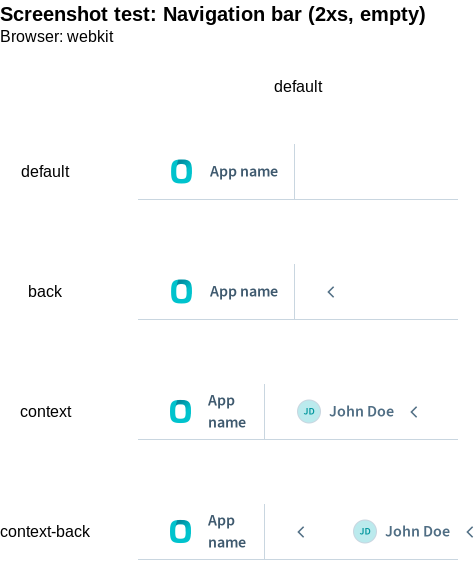 Screenshot test: Navigation bar (2xs, empty)
Browser: webkit
default
default
App name
back
App name
context
App
name
JD
John Doe
context-back
App
name
JD
John Doe